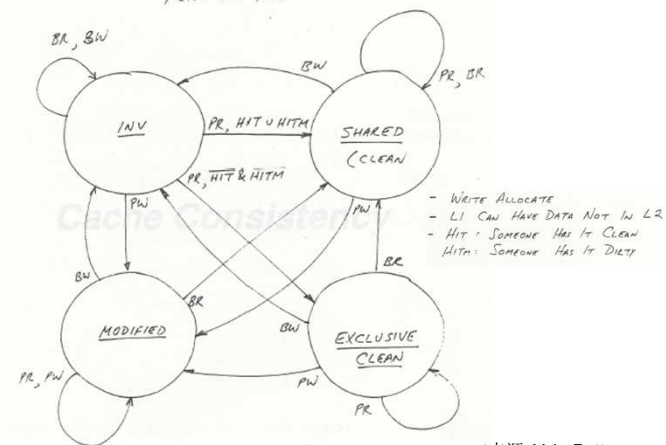 BR, BW
BW
PR, BR
INV
PR, HIT ∪ HITM
SHARED
(CLEAN
PR, H̅I̅T̅ & H̅I̅T̅M̅
PW
PW
- WRITE ALLOCATE
- L1 CAN HAVE DATA NOT IN L2
- HIT: SOMEONE HAS IT CLEAN
HITM: SOMEONE HAS IT DIRTY
Cache Consistency
BW
BR
BR
BW
MODIFIED
EXCLUSIVE
CLEAN
PR, PW
PW
PR